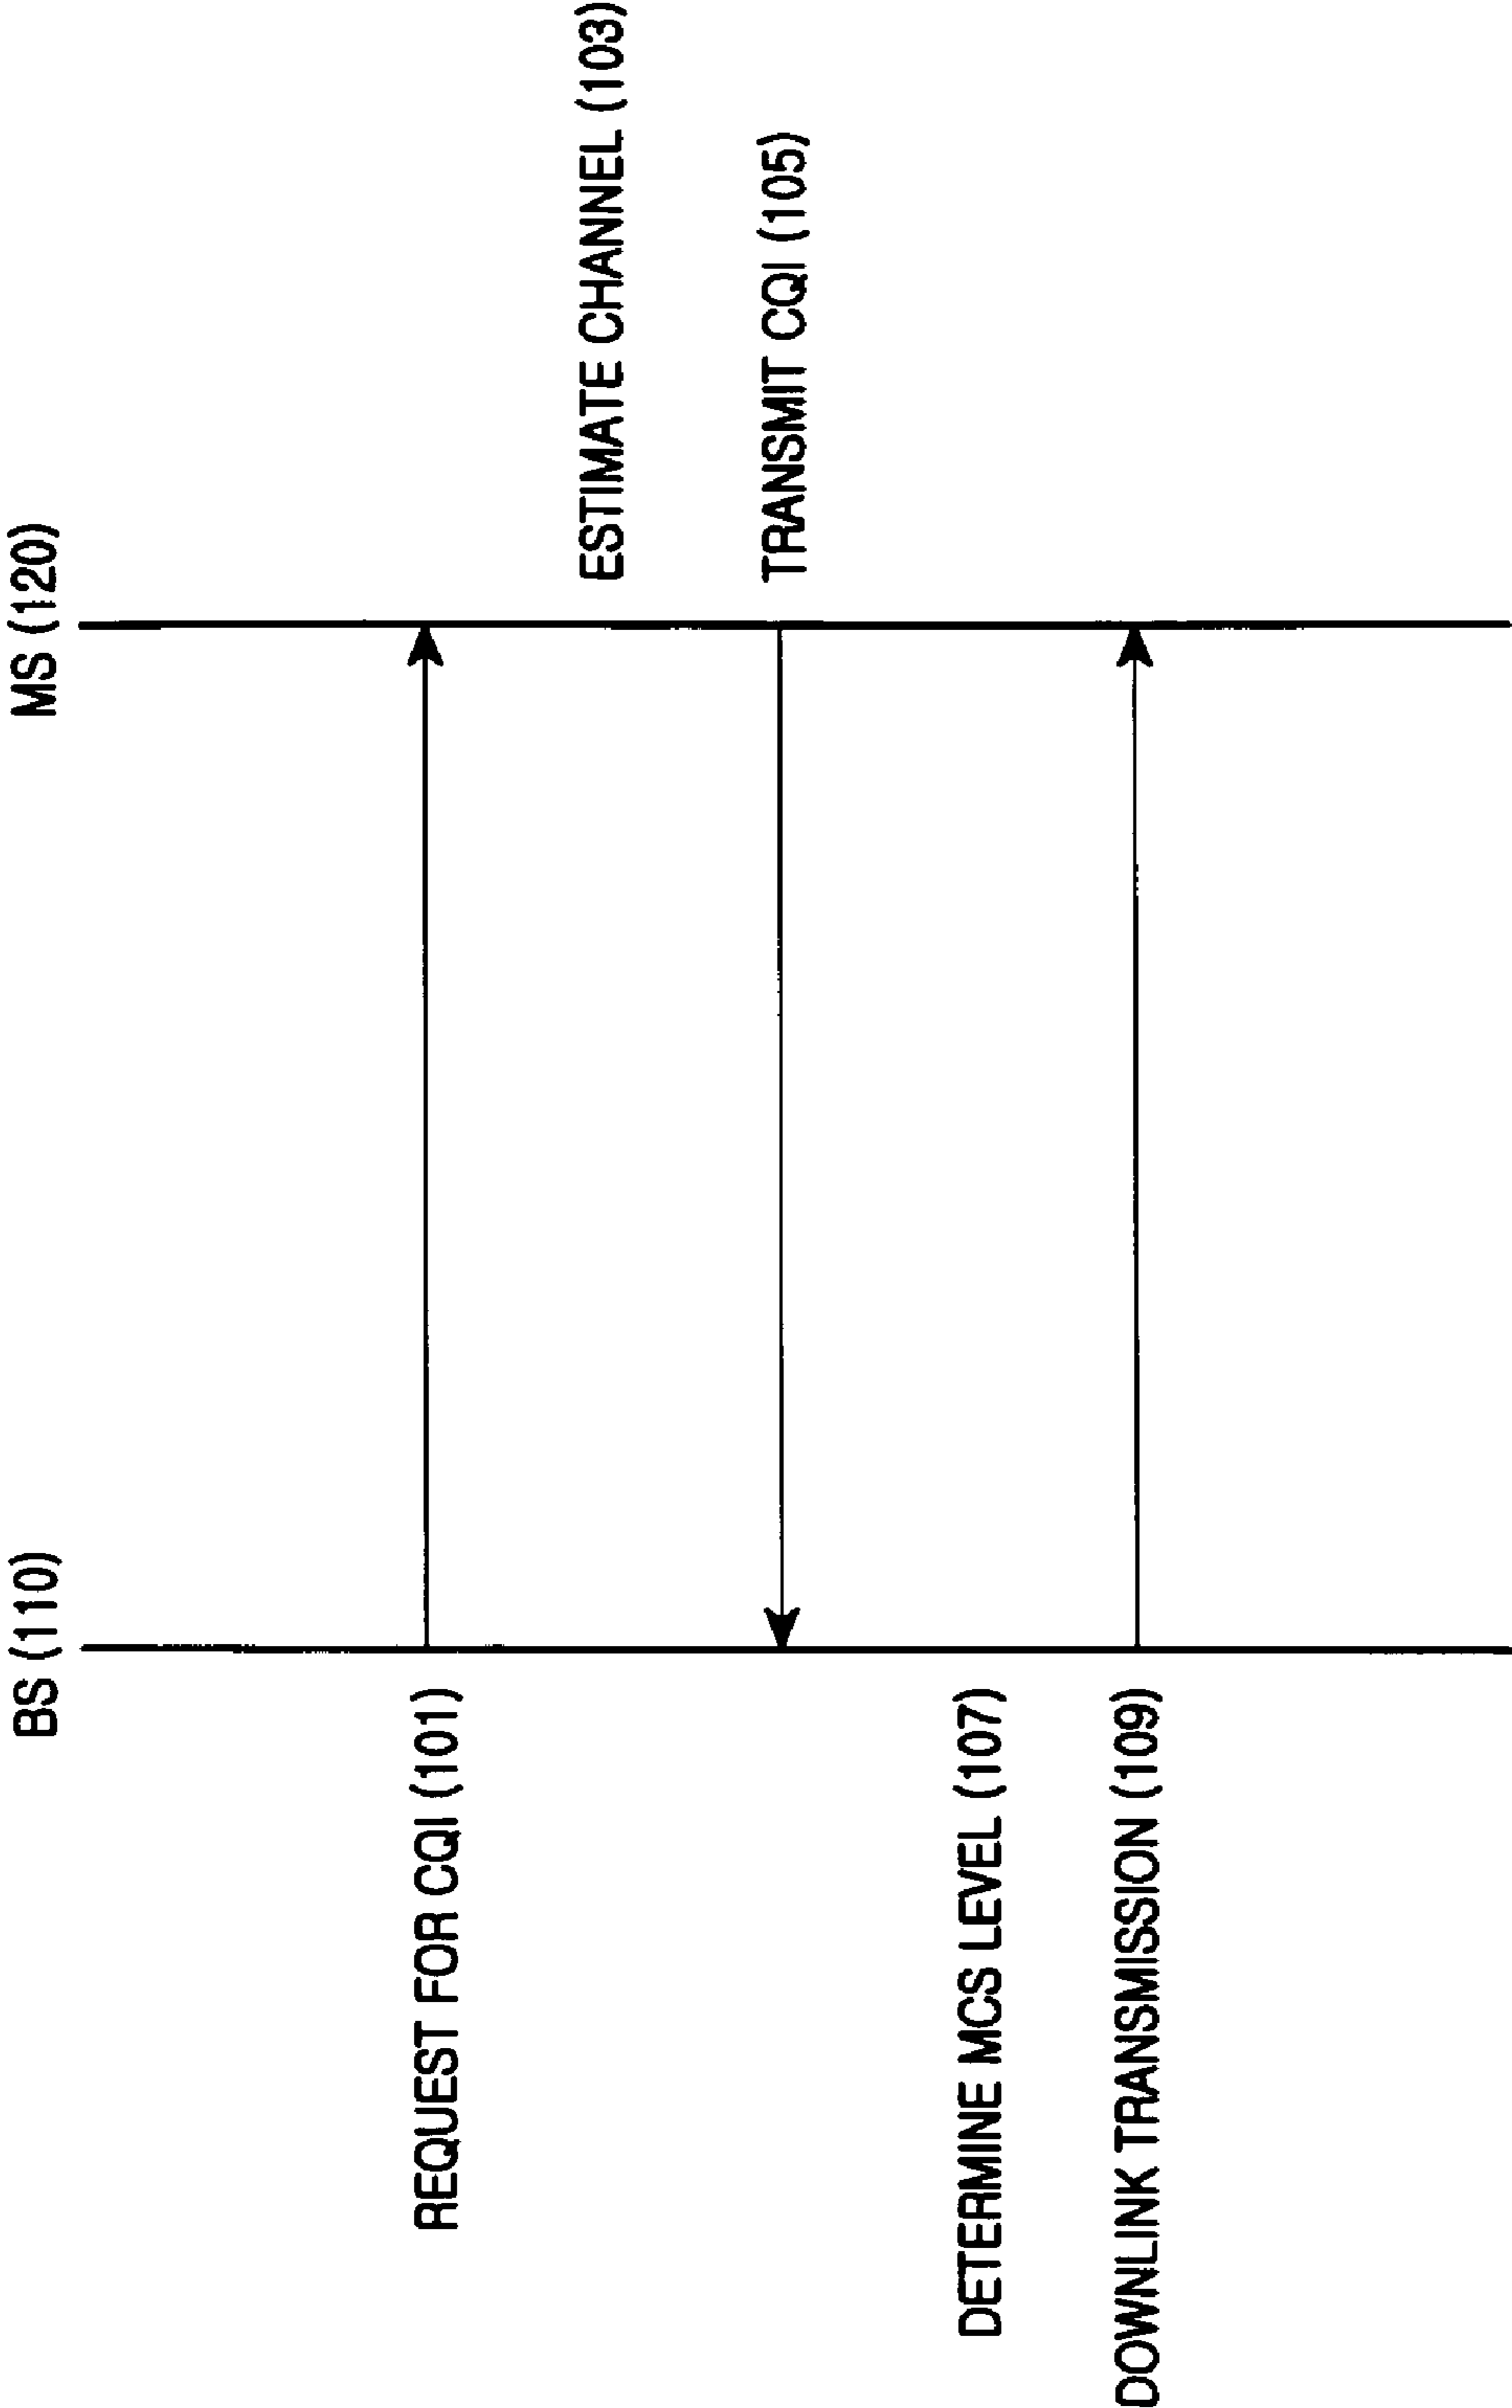 BS (110)
MS (120)
REQUEST FOR CQI (101)
ESTIMATE CHANNEL (103)
TRANSMIT CQI (105)
DETERMINE MCS LEVEL (107)
DOWNLINK TRANSMISSION (109)